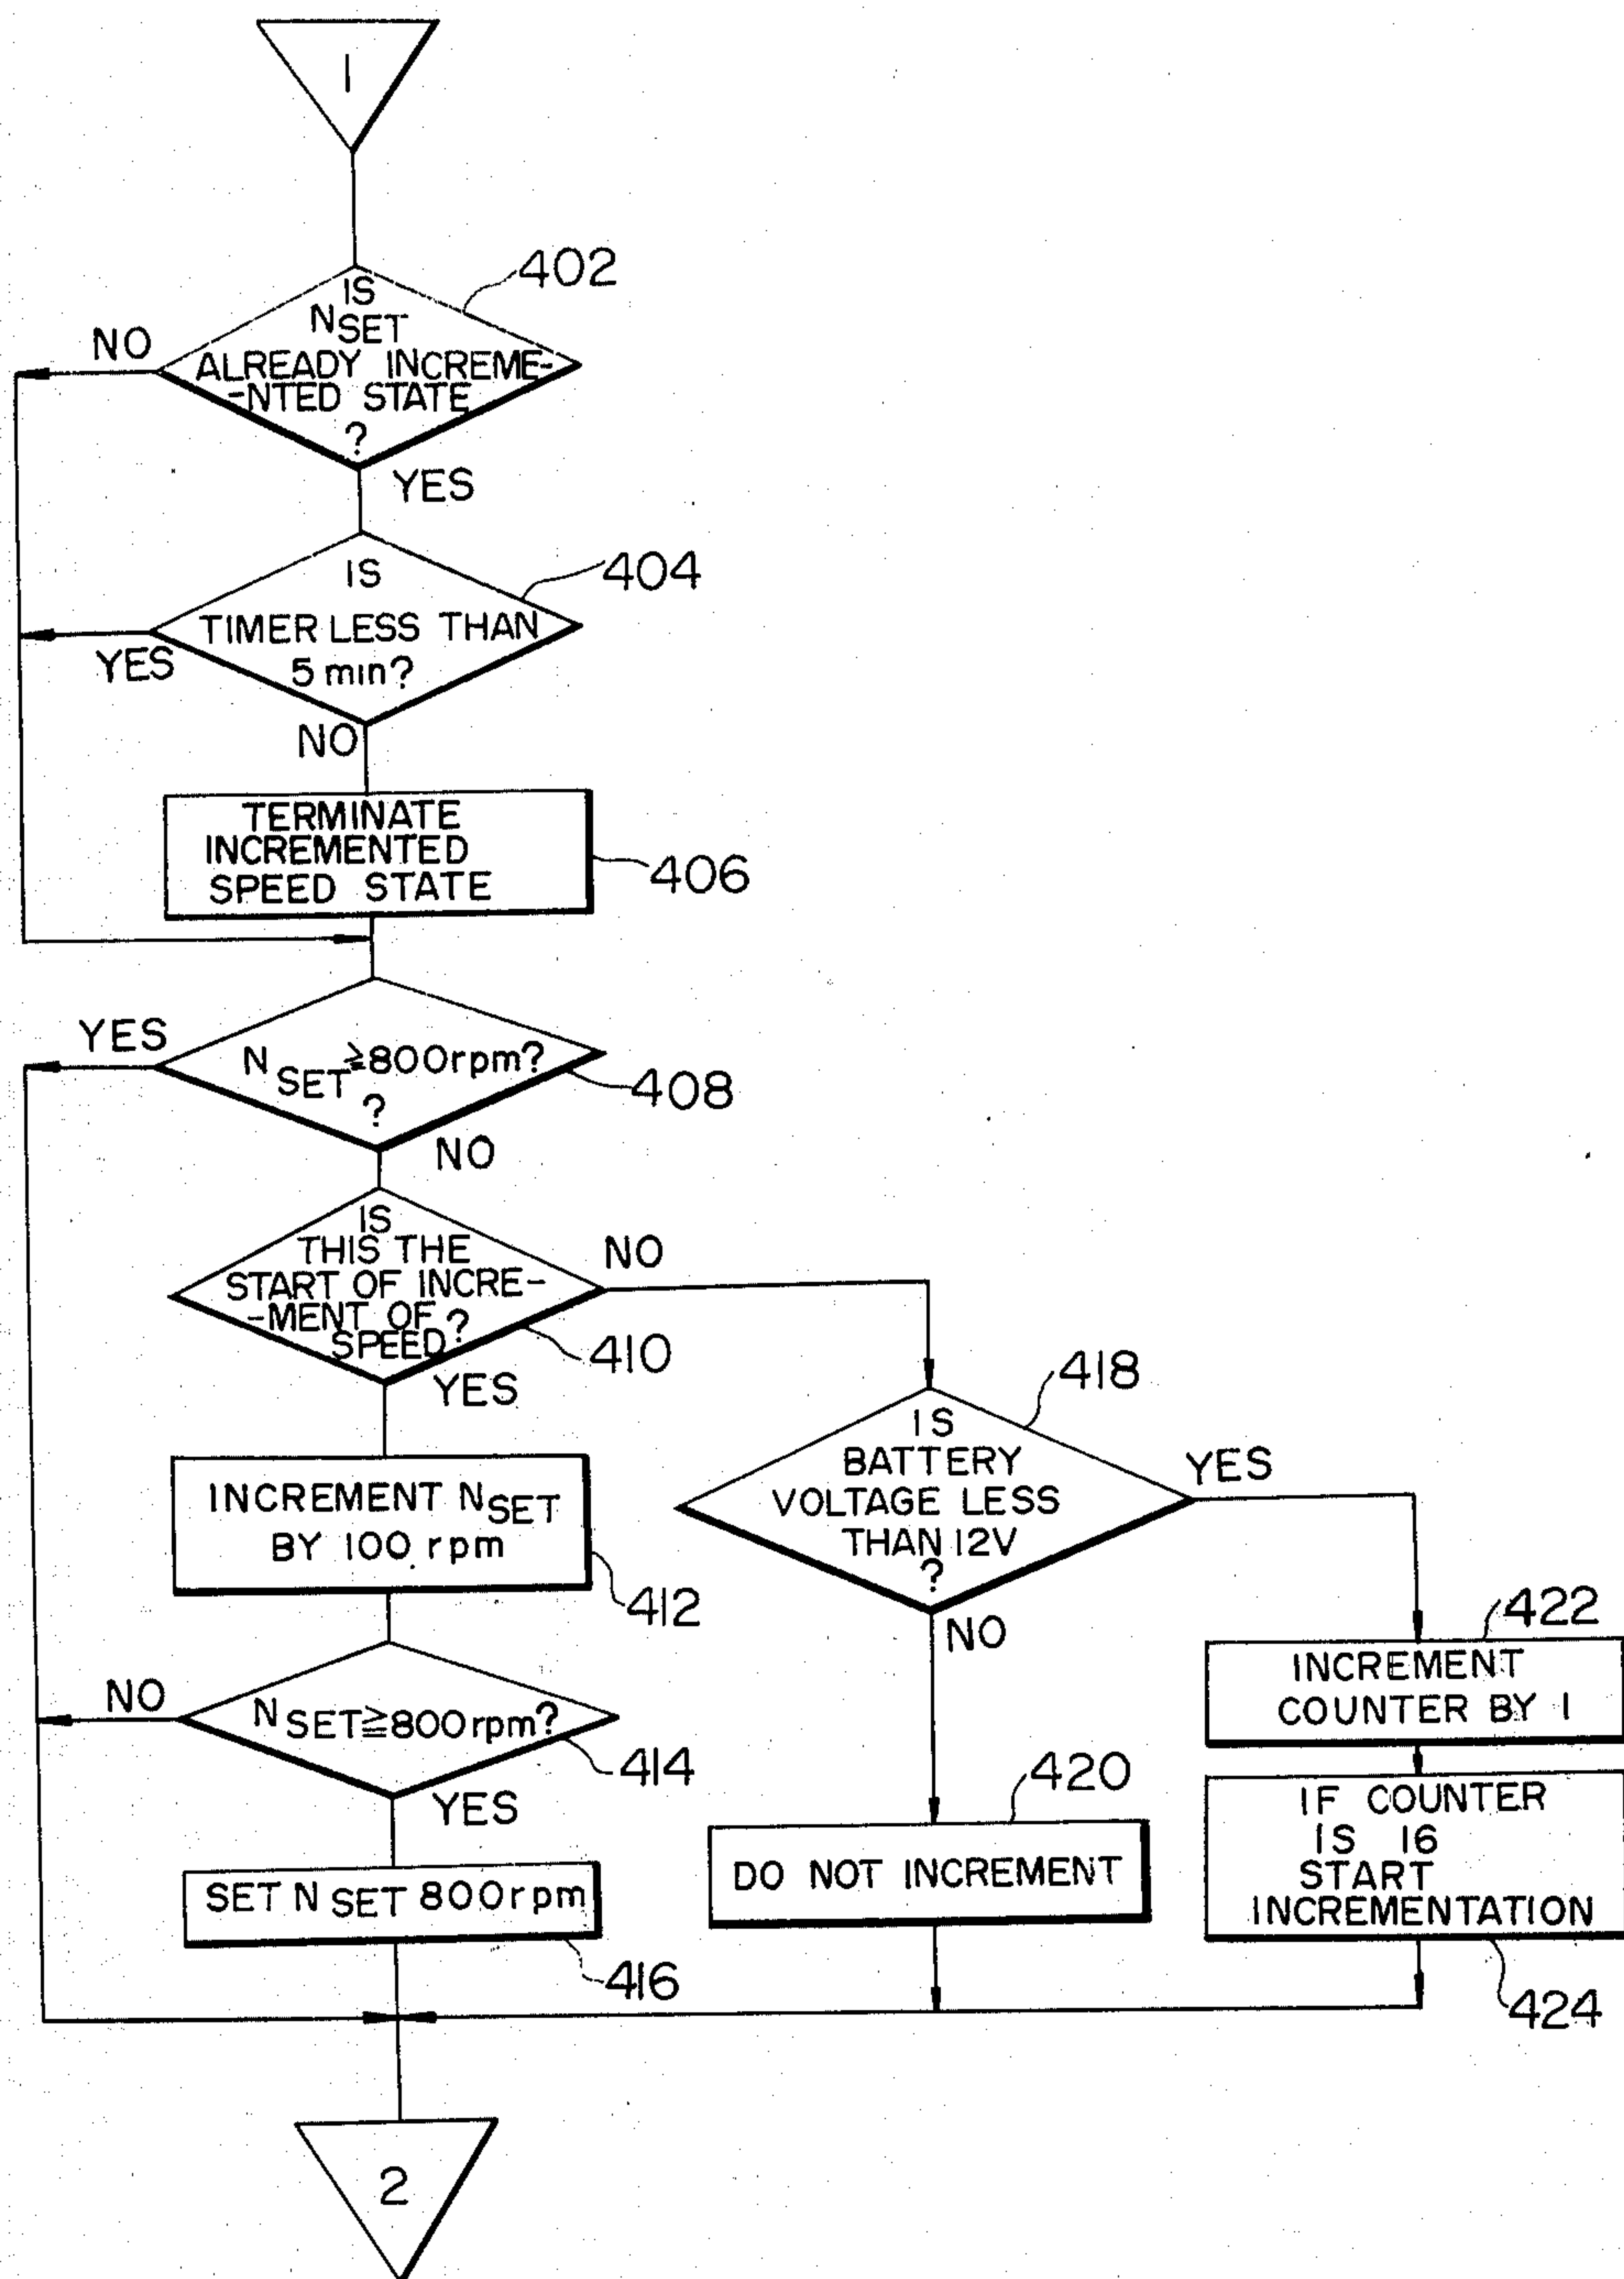 1
402
IS
NSET
ALREADY INCREME-
-NTED STATE
?
NO
YES
404
IS
TIMER LESS THAN
5 min?
YES
NO
TERMINATE
INCREMENTED
SPEED STATE
406
YES
N SET ≧800rpm?
?
408
NO
IS
THIS THE
START OF INCRE-
-MENT OF
SPEED?
NO
410
YES
418
IS
BATTERY
VOLTAGE LESS
THAN 12V
?
YES
NO
INCREMENT NSET
BY 100 rpm
412
422
INCREMENT
COUNTER BY 1
NO
N SET≧800rpm?
414
YES
420
DO NOT INCREMENT
IF COUNTER
IS 16
START
INCREMENTATION
424
SET N SET 800rpm
416
2